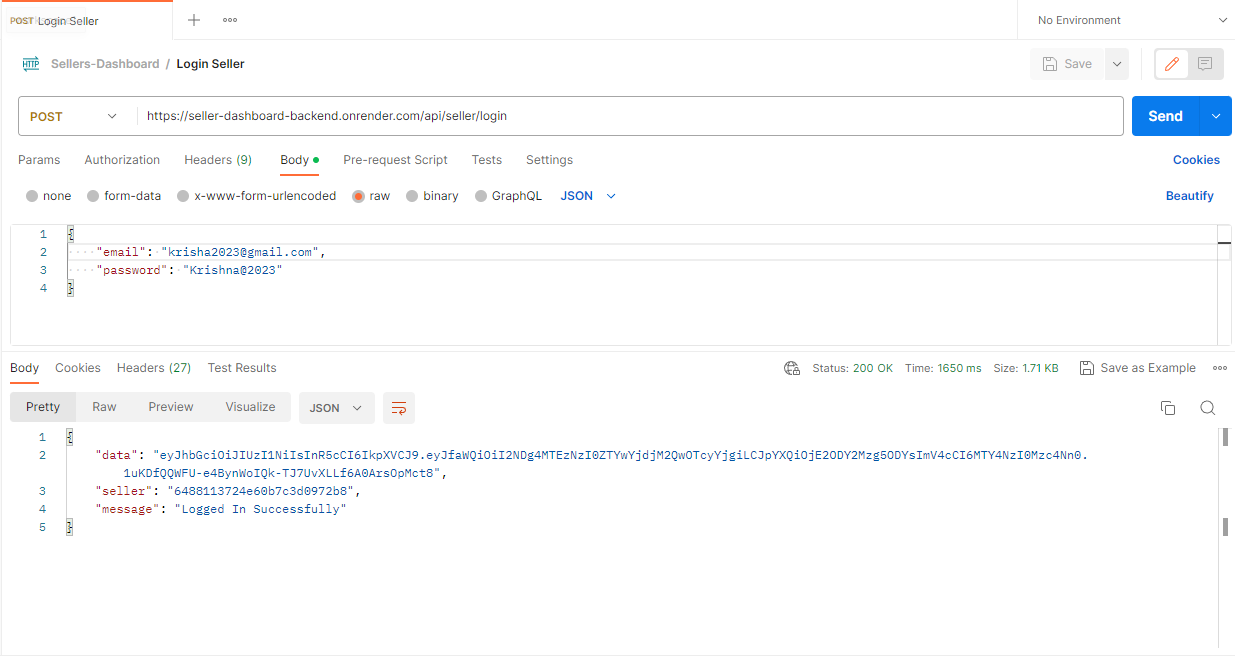 POST Login Seller
No Environment
HTTP Sellers-Dashboard / Login Seller Save
POST https://seller-dashboard-backend.onrender.com/api/seller/login Send
Params Authorization Headers (9) Body Pre-request Script Tests Settings Cookies
none form-data x-www-form-urlencoded raw binary GraphQL JSON Beautify
1 {
2 "email": "krisha2023@gmail.com",
3 "password": "Krishna@2023"
4 }
Body Cookies Headers (27) Test Results Status: 200 OK Time: 1650 ms Size: 1.71 KB Save as Example
Pretty Raw Preview Visualize JSON
1 {
2 "data": "eyJhbGciOiJIUzI1NiIsInR5cCI6IkpXVCJ9.eyJfaWQiOiI2NDg4MTEzNzI0ZTYwYjdjM2QwOTcyYjgiLCJpYXQiOjE2ODY2Mzg5ODYsImV4cCI6MTY4NzI0Mzc4Nn0.
1uKDfQQWFU-e4BynWoIQk-TJ7UvXLLf6A0ArsOpMct8",
3 "seller": "6488113724e60b7c3d0972b8",
4 "message": "Logged In Successfully"
5 }